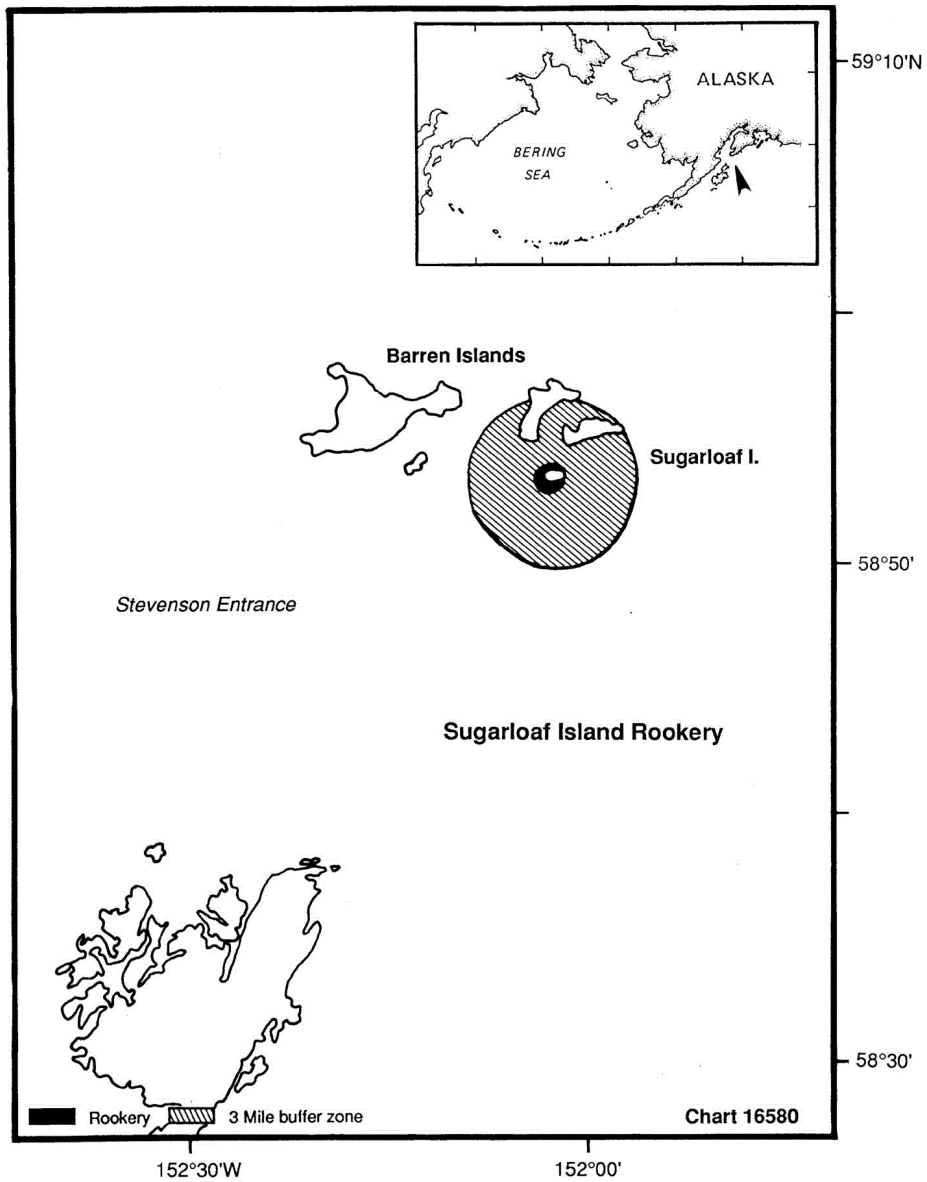 59°10'N
ALASKA
BERING
SEA
Barren Islands
Sugarloaf I.
58°50'
Stevenson Entrance
Sugarloaf Island Rookery
58°30'
Rookery
3 Mile buffer zone
Chart 16580
152°30'W
152°00'